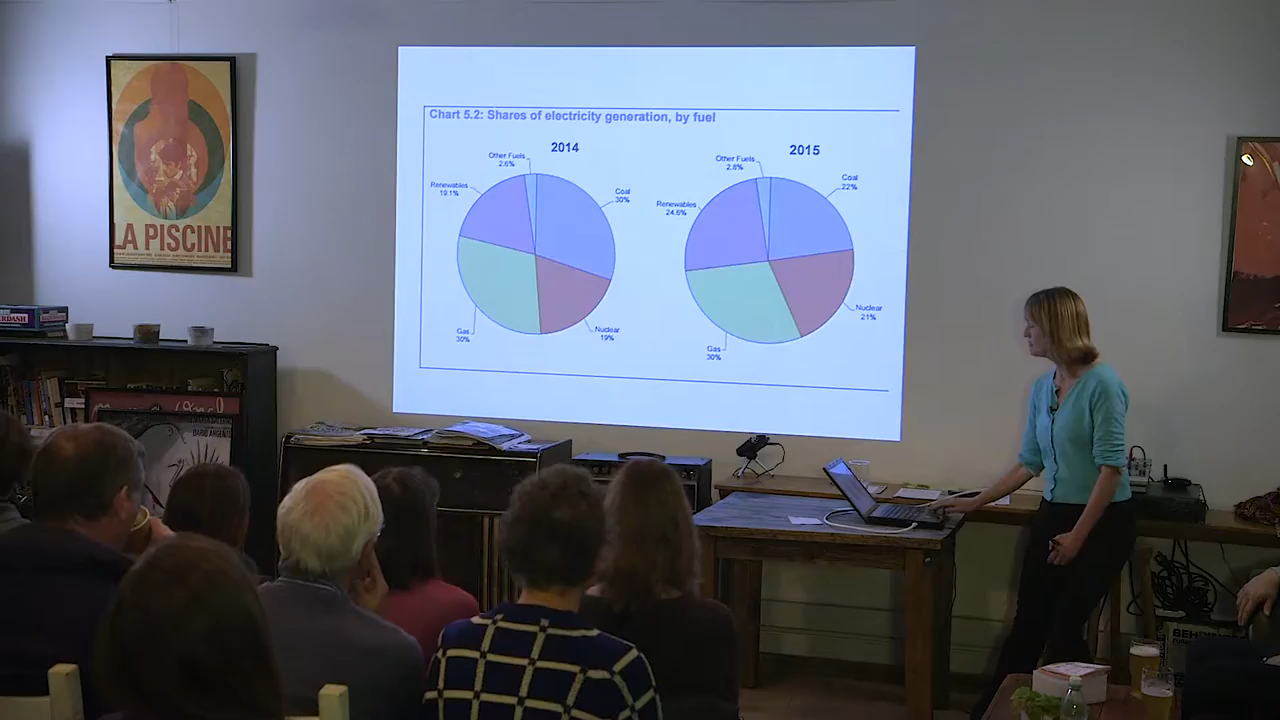 Chart 5.2: Shares of electricity generation, by fuel
2014
Other Fuels
2.6%
Renewables
19.1%
Coal
30%
Gas
30%
Nuclear
19%
2015
Other Fuels
2.8%
Renewables
24.6%
Coal
22%
Nuclear
21%
Gas
30%
LA PISCINE
DARIO ARGENTO